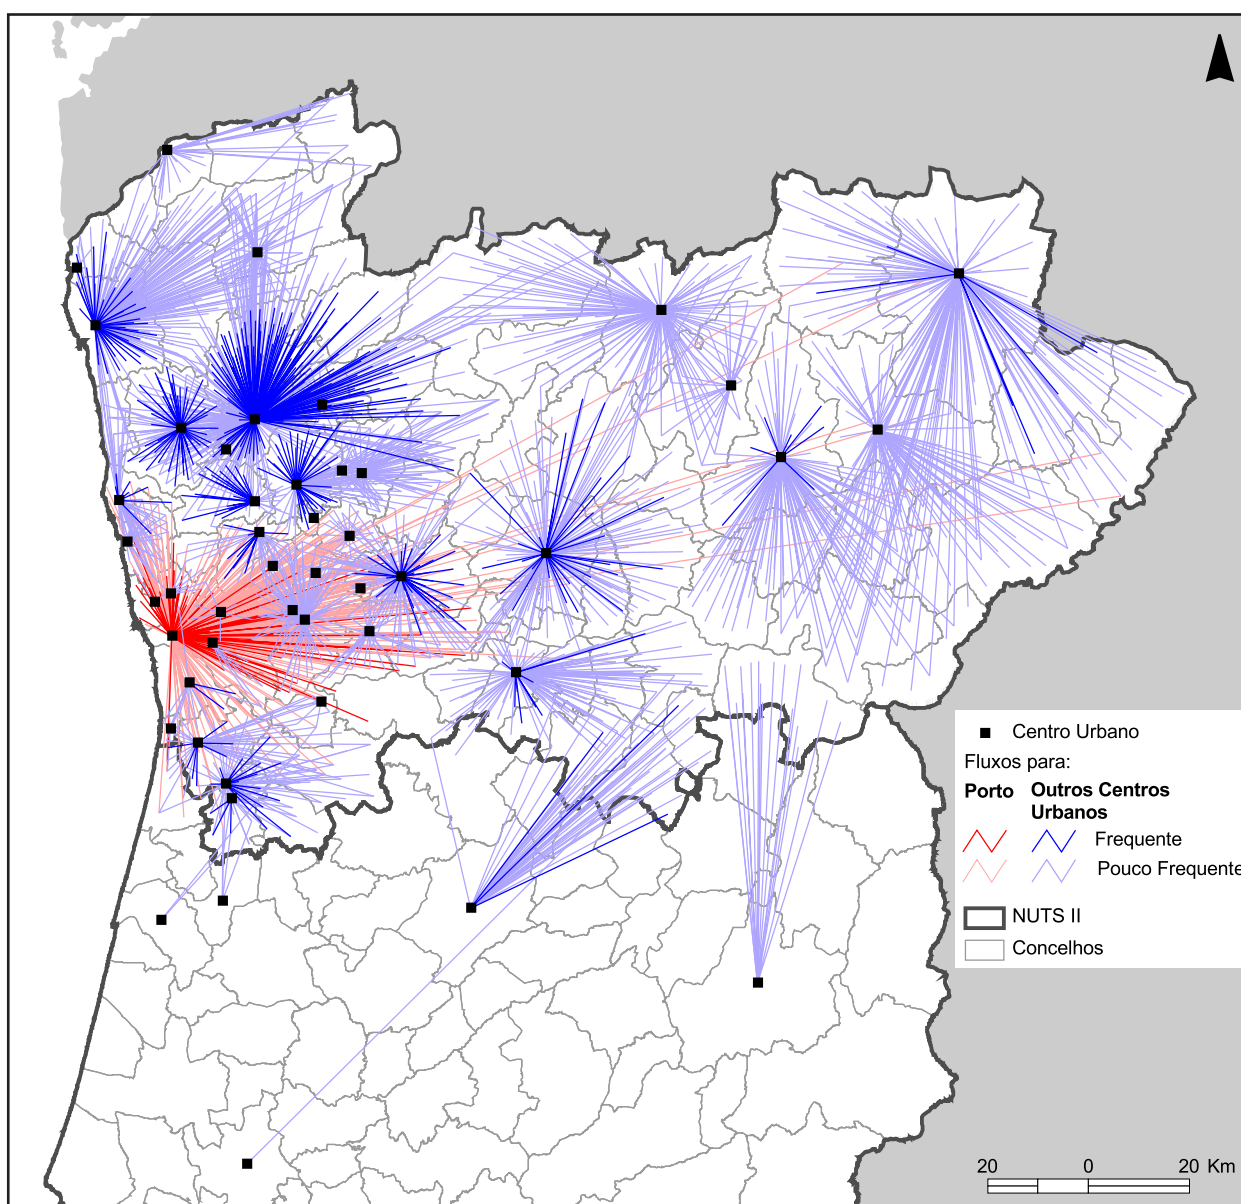 Centro Urbano
Fluxos para:
Porto
Outros Centros
Urbanos
Frequente
Pouco Frequente
NUTS II
Concelhos
20 0 20 Km